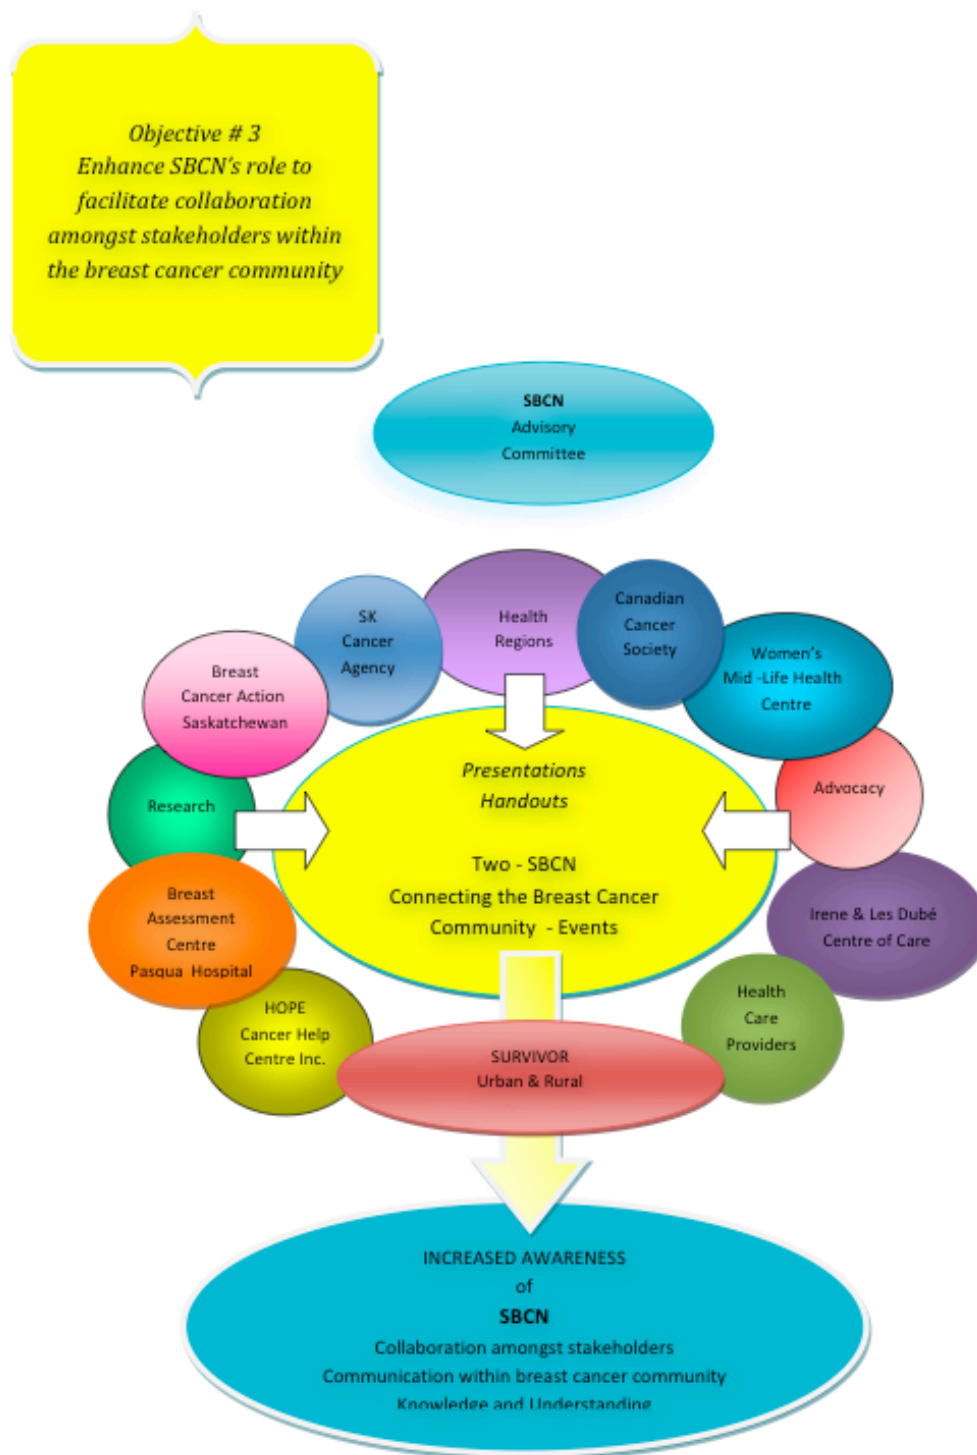 Objective # 3
Enhance SBCN's role to
facilitate collaboration
amongst stakeholders within
the breast cancer community
SBCN
Advisory
Committee
Health
Regions
SK
Cancer
Agency
Canadian
Cancer
Society
Breast
Cancer Action
Saskatchewan
Women's
Mid -Life Health
Centre
Research
Advocacy
Presentations
Handouts
Two - SBCN
Connecting the Breast Cancer
Community - Events
Breast
Assessment
Centre
Pasqua Hospital
Irene & Les Dubé
Centre of Care
HOPE
Cancer Help
Centre Inc.
Health
Care
Providers
SURVIVOR
Urban & Rural
INCREASED AWARENESS
of
SBCN
Collaboration amongst stakeholders
Communication within breast cancer community
Knowledge and Understanding